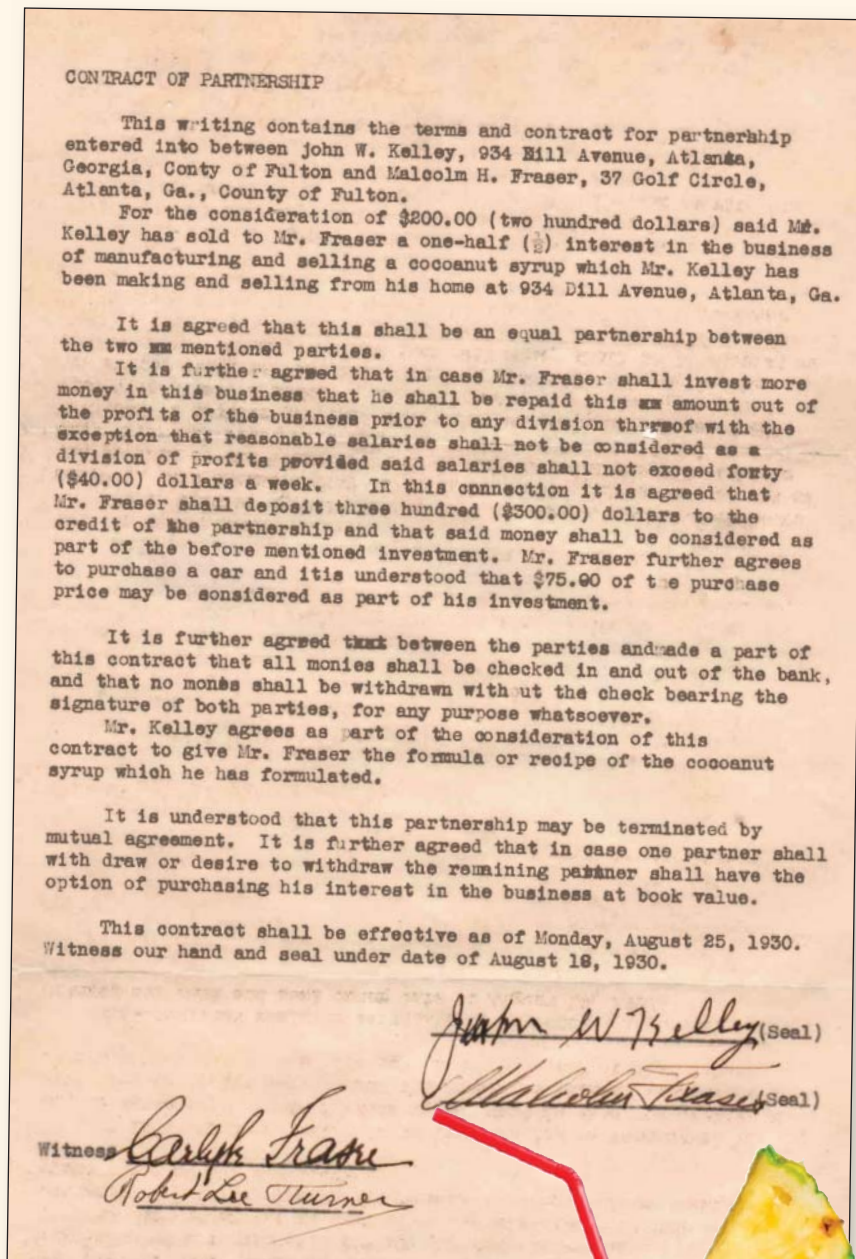 CONTRACT OF PARTNERSHIP
This writing contains the terms and contract for partnerhhip
entered into between john W. Kelley, 934 Bill Avenue, Atlanta,
Georgia, Conty of Fulton and Malcolm H. Fraser, 37 Golf Circle,
Atlanta, Ga., County of Fulton.
For the consideration of $200.00 (two hundred dollars) said Mr.
Kelley has sold to Mr. Fraser a one-half (½) interest in the business
of manufacturing and selling a cocoanut syrup which Mr. Kelley has
been making and selling from his home at 934 Dill Avenue, Atlanta, Ga.
It is agreed that this shall be an equal partnership between
the two mentioned parties.
It is further agreed that in case Mr. Fraser shall invest more
money in this business that he shall be repaid this amount out of
the profits of the business prior to any division thereof with the
exception that reasonable salaries shall not be considered as a
division of profits provided said salaries shall not exceed forty
($40.00) dollars a week. In this connection it is agreed that
Mr. Fraser shall deposit three hundred ($300.00) dollars to the
credit of the partnership and that said money shall be considered as
part of the before mentioned investment. Mr. Fraser further agrees
to purchase a car and itis understood that $75.00 of t e purchase
price may be sonsidered as part of his investment.
It is further agreed between the parties andmade a part of
this contract that all monies shall be checked in and out of the bank,
and that no mones shall be withdrawn with ut the check bearing the
signature of both parties, for any purpose whatsoever.
Mr. Kelley agrees as part of the consideration of this
contract to give Mr. Fraser the formula or recipe of the cocoanut
syrup which he has formulated.
It is understood that this partnership may be terminated by
mutual agreement. It is further agreed that in case one partner shall
with draw or desire to withdraw the remaining partner shall have the
option of purchasing his interest in the business at book value.
This contract shall be effective as of Monday, August 25, 1930.
Witness our hand and seal under date of August 18, 1930.
John W Kelley (Seal)
Malcolm Fraser (Seal)
Witness Carlyle Fraser
Robert Lee Turner